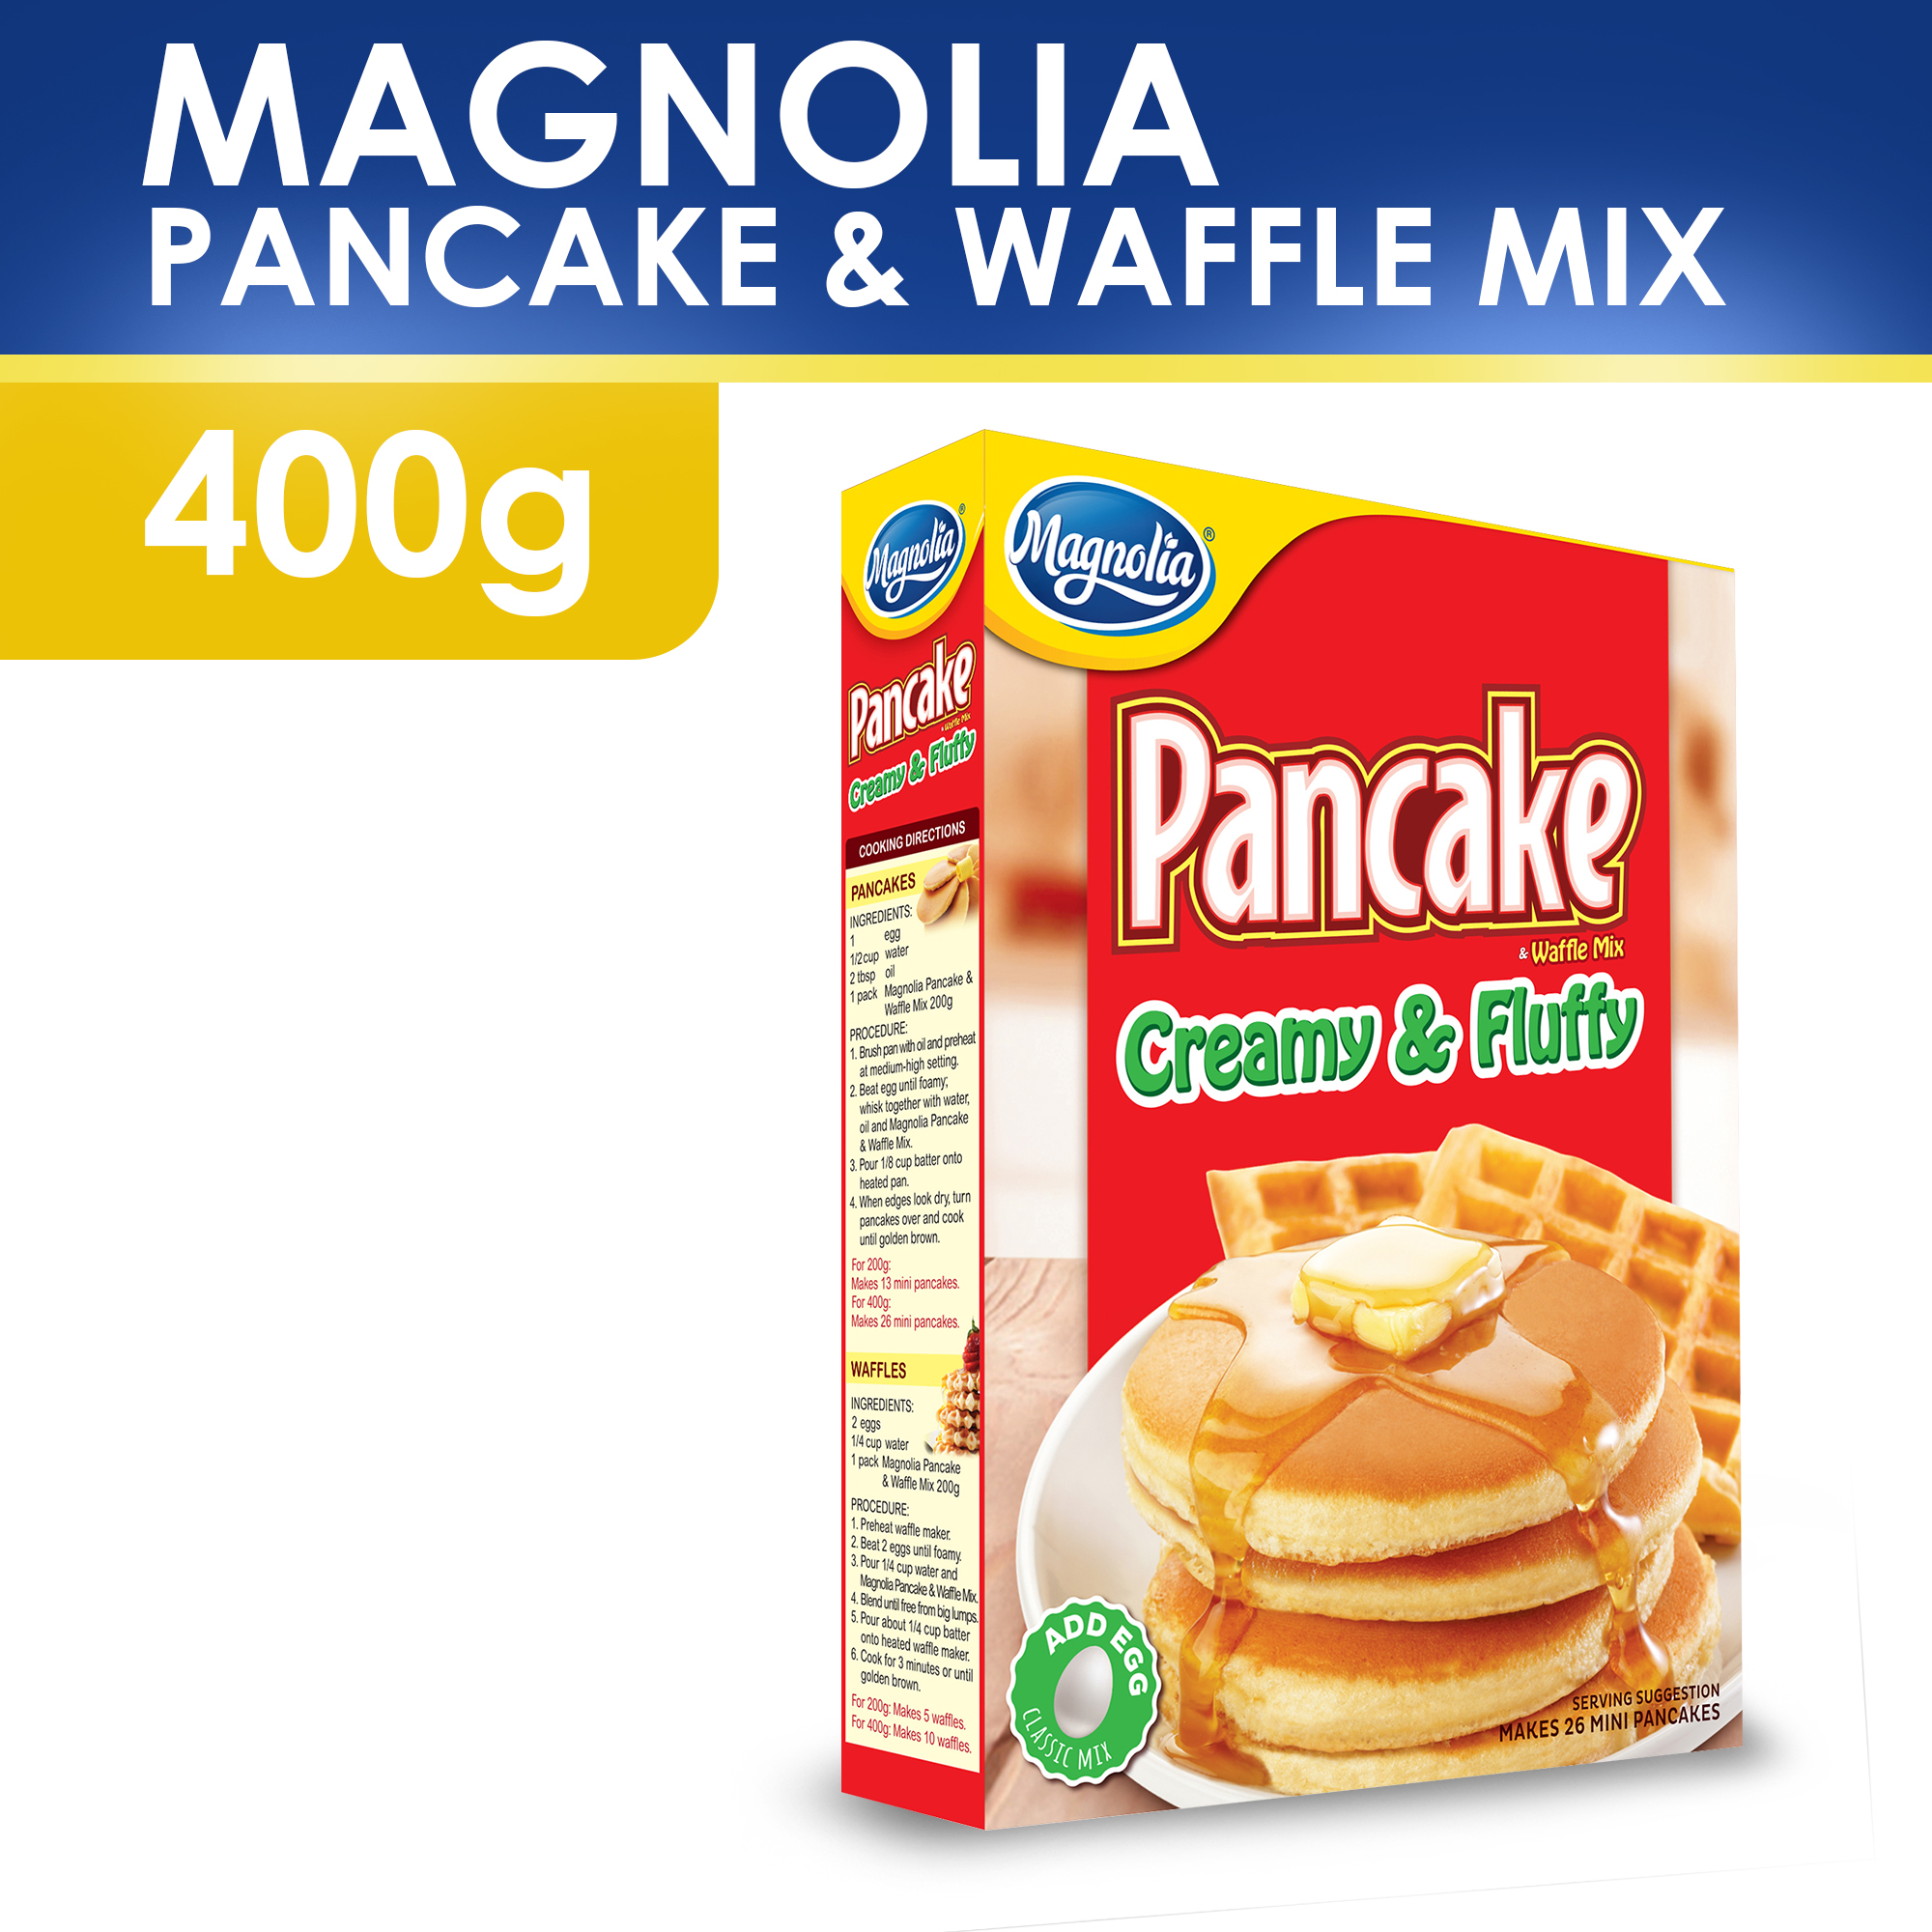 MAGNOLIA
PANCAKE & WAFFLE MIX
400g
Magnolia®
Pancake
& Waffle Mix
Creamy & Fluffy
COOKING DIRECTIONS
PANCAKES
INGREDIENTS:
1 egg
1/2cup water
2 tbsp oil
1 pack Magnolia Pancake &
Waffle Mix 200g
PROCEDURE:
1. Brush pan with oil and preheat
at medium-high setting.
2. Beat egg until foamy;
whisk together with water,
oil and Magnolia Pancake
& Waffle Mix.
3. Pour 1/8 cup batter onto
heated pan.
4. When edges look dry, turn
pancakes over and cook
until golden brown.
For 200g:
Makes 13 mini pancakes.
For 400g:
Makes 26 mini pancakes.
WAFFLES
INGREDIENTS:
2 eggs
1/4 cup water
1 pack Magnolia Pancake
& Waffle Mix 200g
PROCEDURE:
1. Preheat waffle maker.
2. Beat 2 eggs until foamy.
3. Pour 1/4 cup water and
Magnolia Pancake & Waffle Mix.
4. Blend until free from big lumps.
5. Pour about 1/4 cup batter
onto heated waffle maker.
6. Cook for 3 minutes or until
golden brown.
For 200g: Makes 5 waffles.
For 400g: Makes 10 waffles.
Magnolia®
Pancake
& Waffle Mix
Creamy & Fluffy
ADD EGG
CLASSIC MIX
SERVING SUGGESTION
MAKES 26 MINI PANCAKES